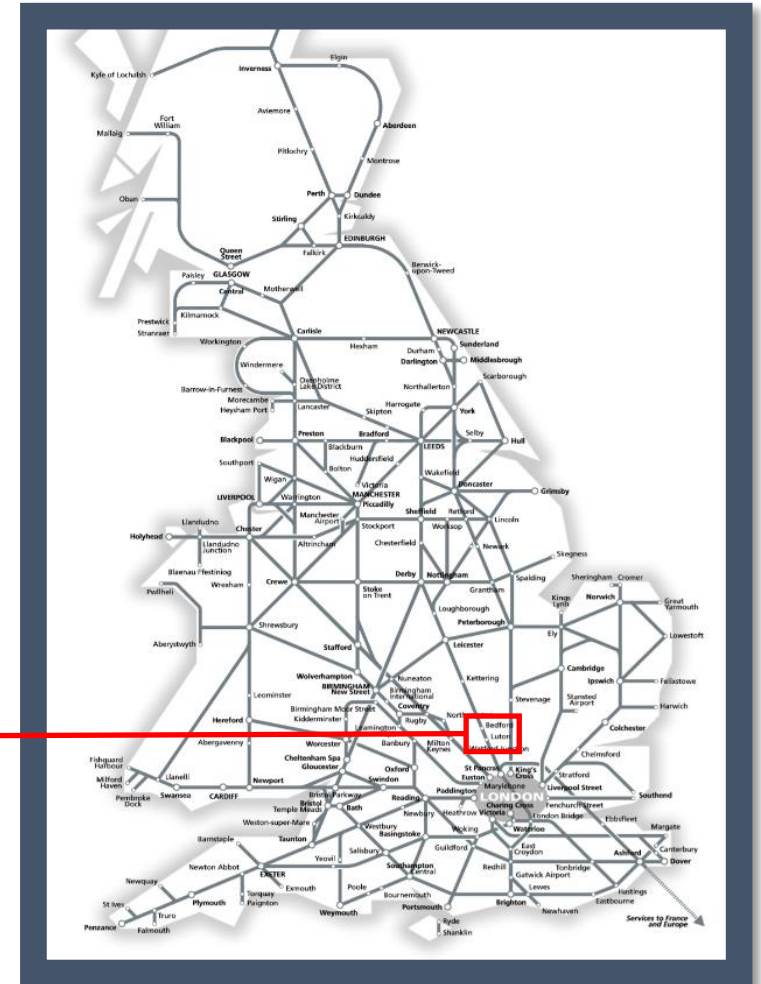 Inverness
Elgin
Kyle of Lochalsh
Aviemore
Fort
William
Mallaig
Aberdeen
Pitlochry
Montrose
Perth
Dundee
Oban
Stirling
Kirkcaldy
EDINBURGH
Queen
Street
Falkirk
Berwick-
upon-Tweed
Paisley
GLASGOW
Central
Motherwell
Prestwick
Kilmarnock
Stranraer
Carlisle
NEWCASTLE
Workington
Hexham
Durham
Sunderland
Darlington
Middlesbrough
Windermere
Scarborough
Oxenholme
Lake District
Barrow-in-Furness
Northallerton
Morecambe
Lancaster
Harrogate
York
Heysham Port
Skipton
Blackpool
Preston
Bradford
Selby
Hull
Blackburn
LEEDS
Huddersfield
Southport
Bolton
Wakefield
Wigan
Victoria
Doncaster
Grimsby
LIVERPOOL
Warrington
MANCHESTER
Piccadilly
Manchester
Airport
Sheffield
Retford
Lincoln
Llandudno
Stockport
Worksop
Holyhead
Chester
Llandudno
Junction
Altrincham
Chesterfield
Newark
Skegness
Blaenau Ffestiniog
Wrexham
Crewe
Stoke
on Trent
Derby
Nottingham
Grantham
Spalding
Sheringham
Cromer
Pwllheli
Loughborough
Kings
Lynn
Norwich
Great
Yarmouth
Shrewsbury
Peterborough
Ely
Lowestoft
Aberystwyth
Stafford
Leicester
Wolverhampton
Nuneaton
Kettering
Cambridge
BIRMINGHAM
New Street
Birmingham
International
Ipswich
Felixstowe
Leominster
Birmingham Moor Street
Coventry
Stevenage
Stansted
Airport
Harwich
Hereford
Kidderminster
Rugby
Bedford
Colchester
Leamington
Luton
Abergavenny
Worcester
Banbury
Milton
Keynes
Watford Junction
Chelmsford
Cheltenham Spa
Fishguard
Harbour
Gloucester
Oxford
St Pancras
King's
Cross
Stratford
Milford
Haven
Llanelli
Newport
Swindon
Euston
Marylebone
Liverpool Street
Pembroke
Dock
Swansea
CARDIFF
Bristol Parkway
Reading
Paddington
LONDON
Southend
Bristol
Temple Meads
Bath
Charing Cross
Fenchurch Street
Newbury
Heathrow
Victoria
London Bridge
Ebbsfleet
Weston-super-Mare
Westbury
Basingstoke
Woking
Waterloo
Margate
Barnstaple
Taunton
Salisbury
Guildford
East
Croydon
Canterbury
Newton Abbot
Yeovil
Southampton
Central
Redhill
Tonbridge
Ashford
Dover
EXETER
Gatwick Airport
Newquay
Exmouth
Poole
Bournemouth
Lewes
Hastings
St Ives
Plymouth
Torquay
Paignton
Weymouth
Portsmouth
Brighton
Eastbourne
Newhaven
Truro
Ryde
Services to France
and Europe
Penzance
Falmouth
Shanklin